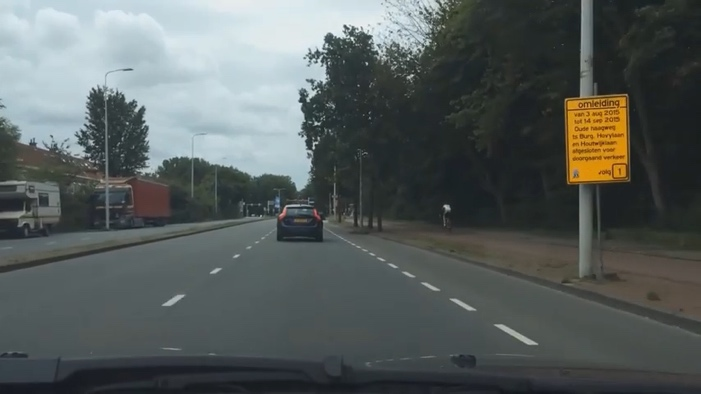 omleiding
van 3 aug 2015
tot 14 sep 2015
Oude haagweg
ts Burg. Hovylaan
en Houtwijklaan
afgesloten voor
doorgaand verkeer
volg 1